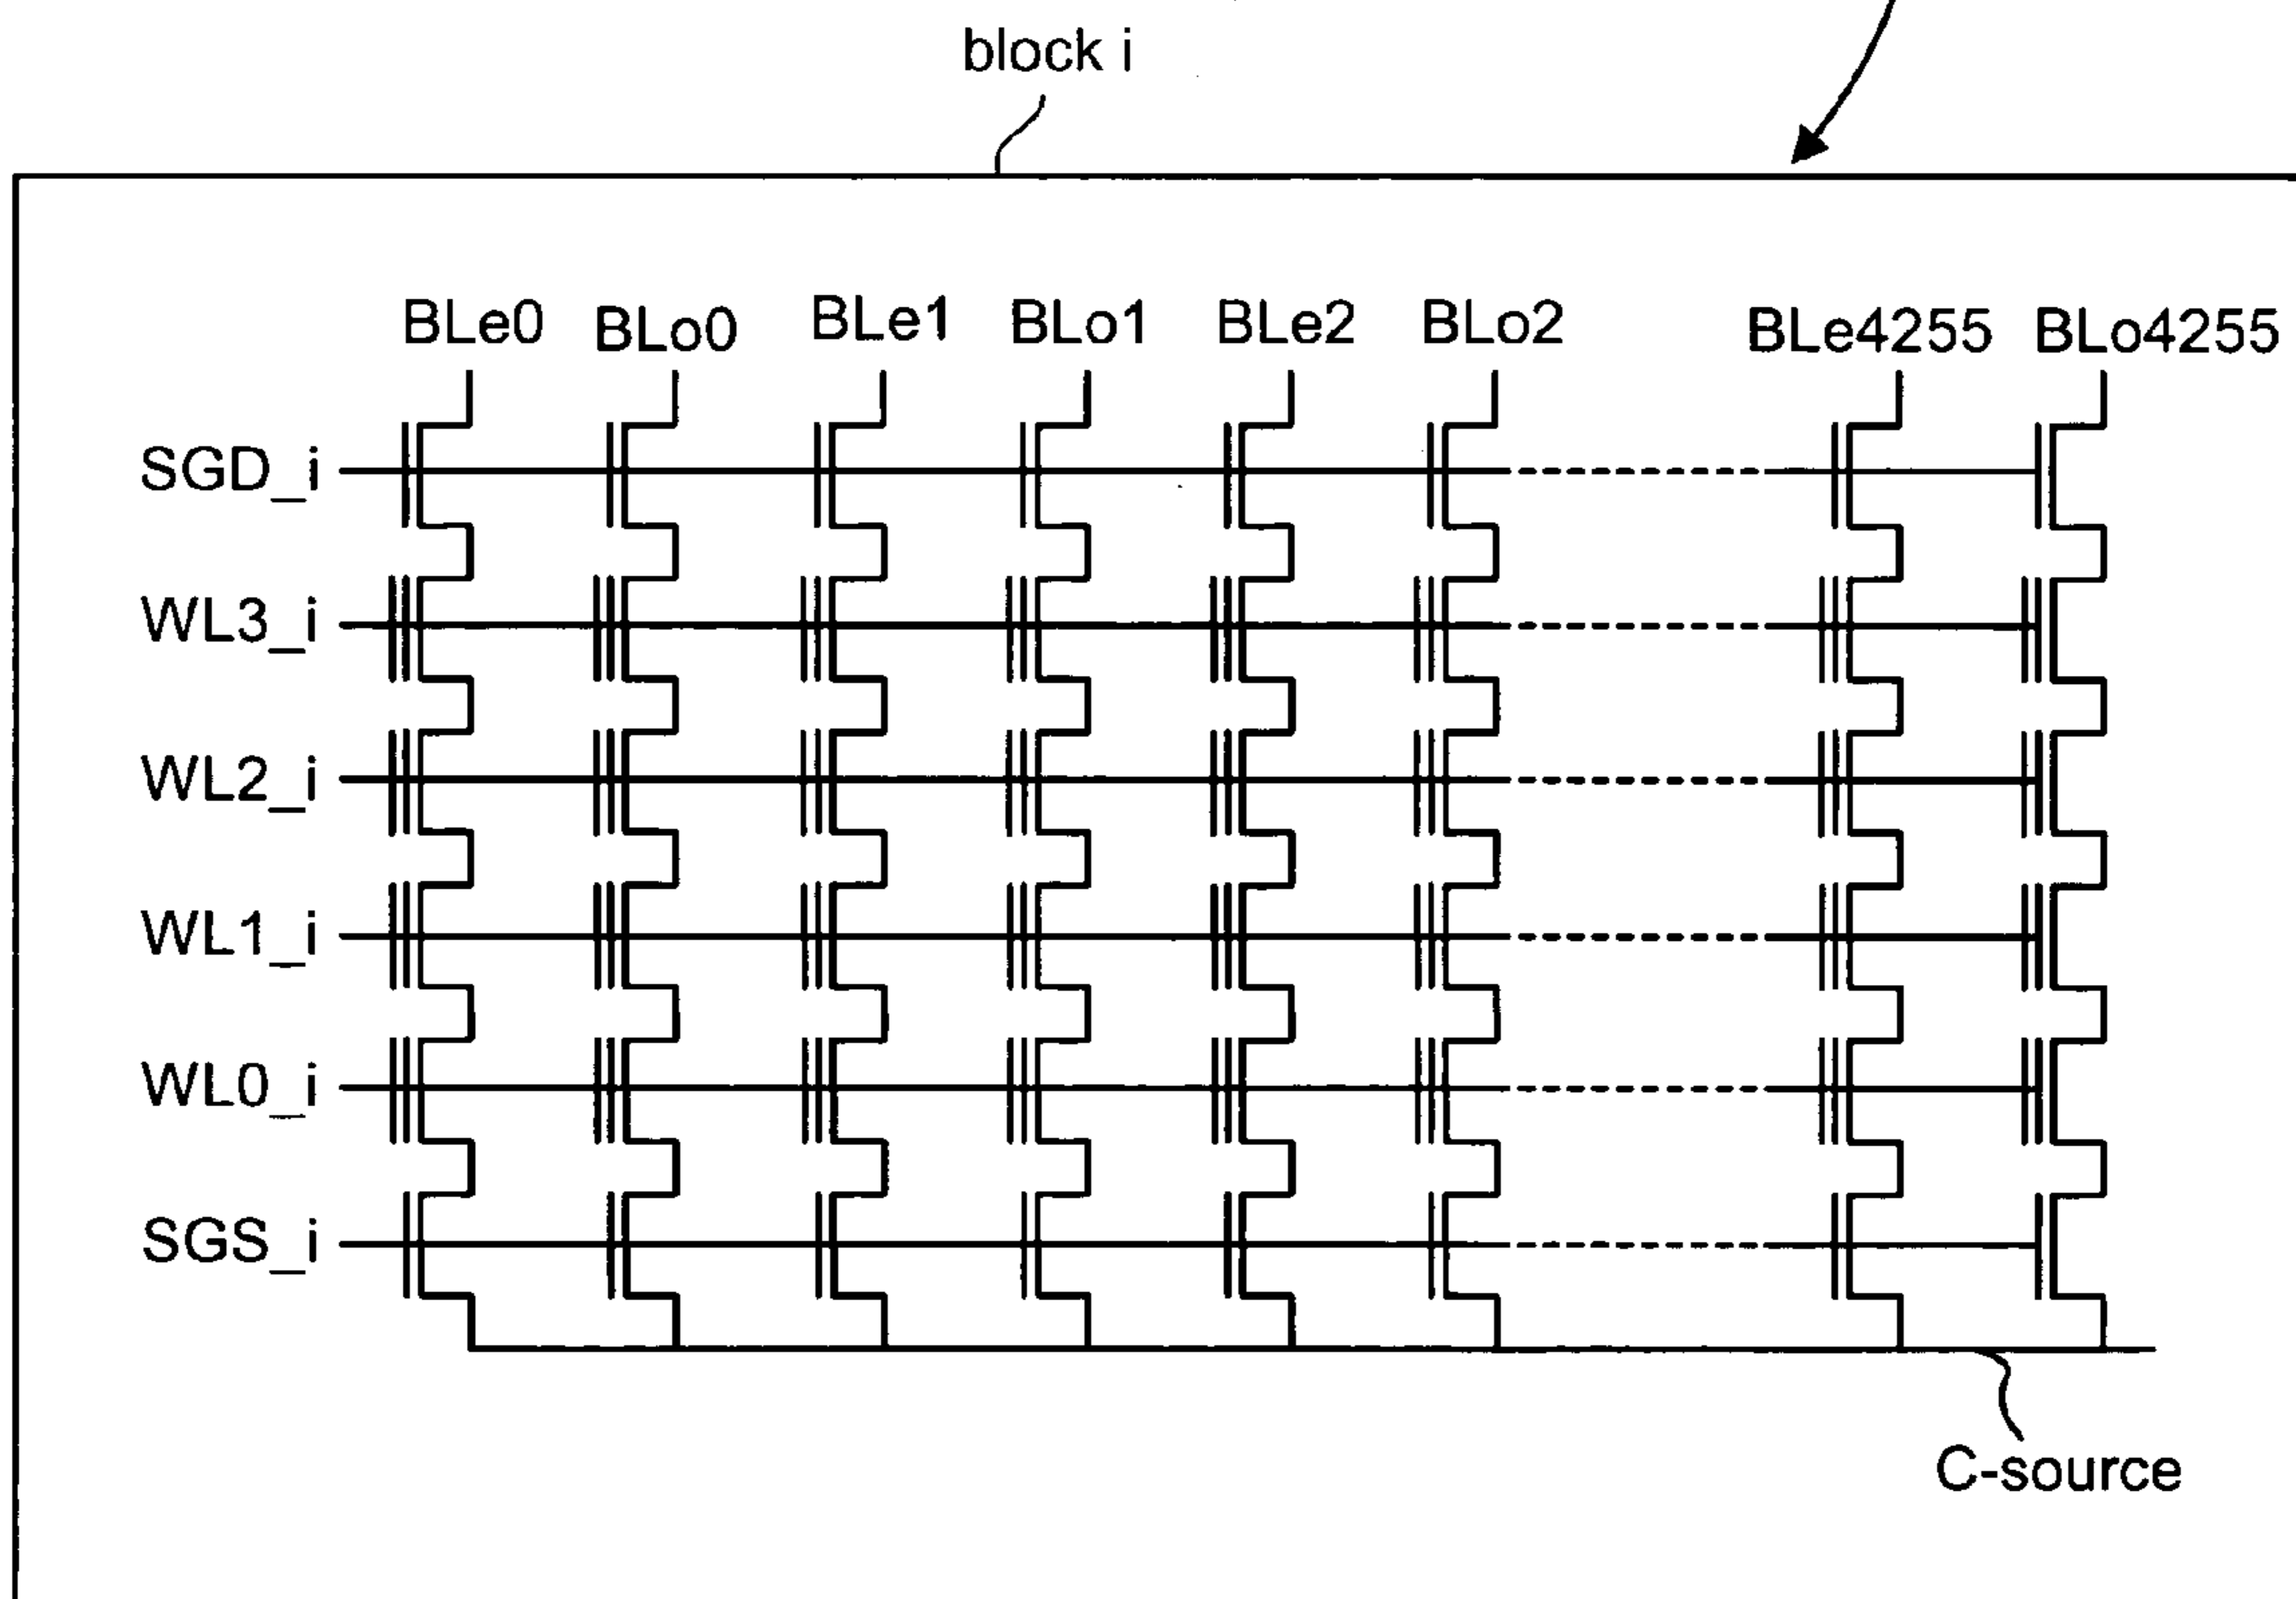 block i
BLe0 BLo0 BLe1 BLo1 BLe2 BLo2 BLe4255 BLo4255
SGD_i
WL3_i
WL2_i
WL1_i
WL0_i
SGS_i
C-source